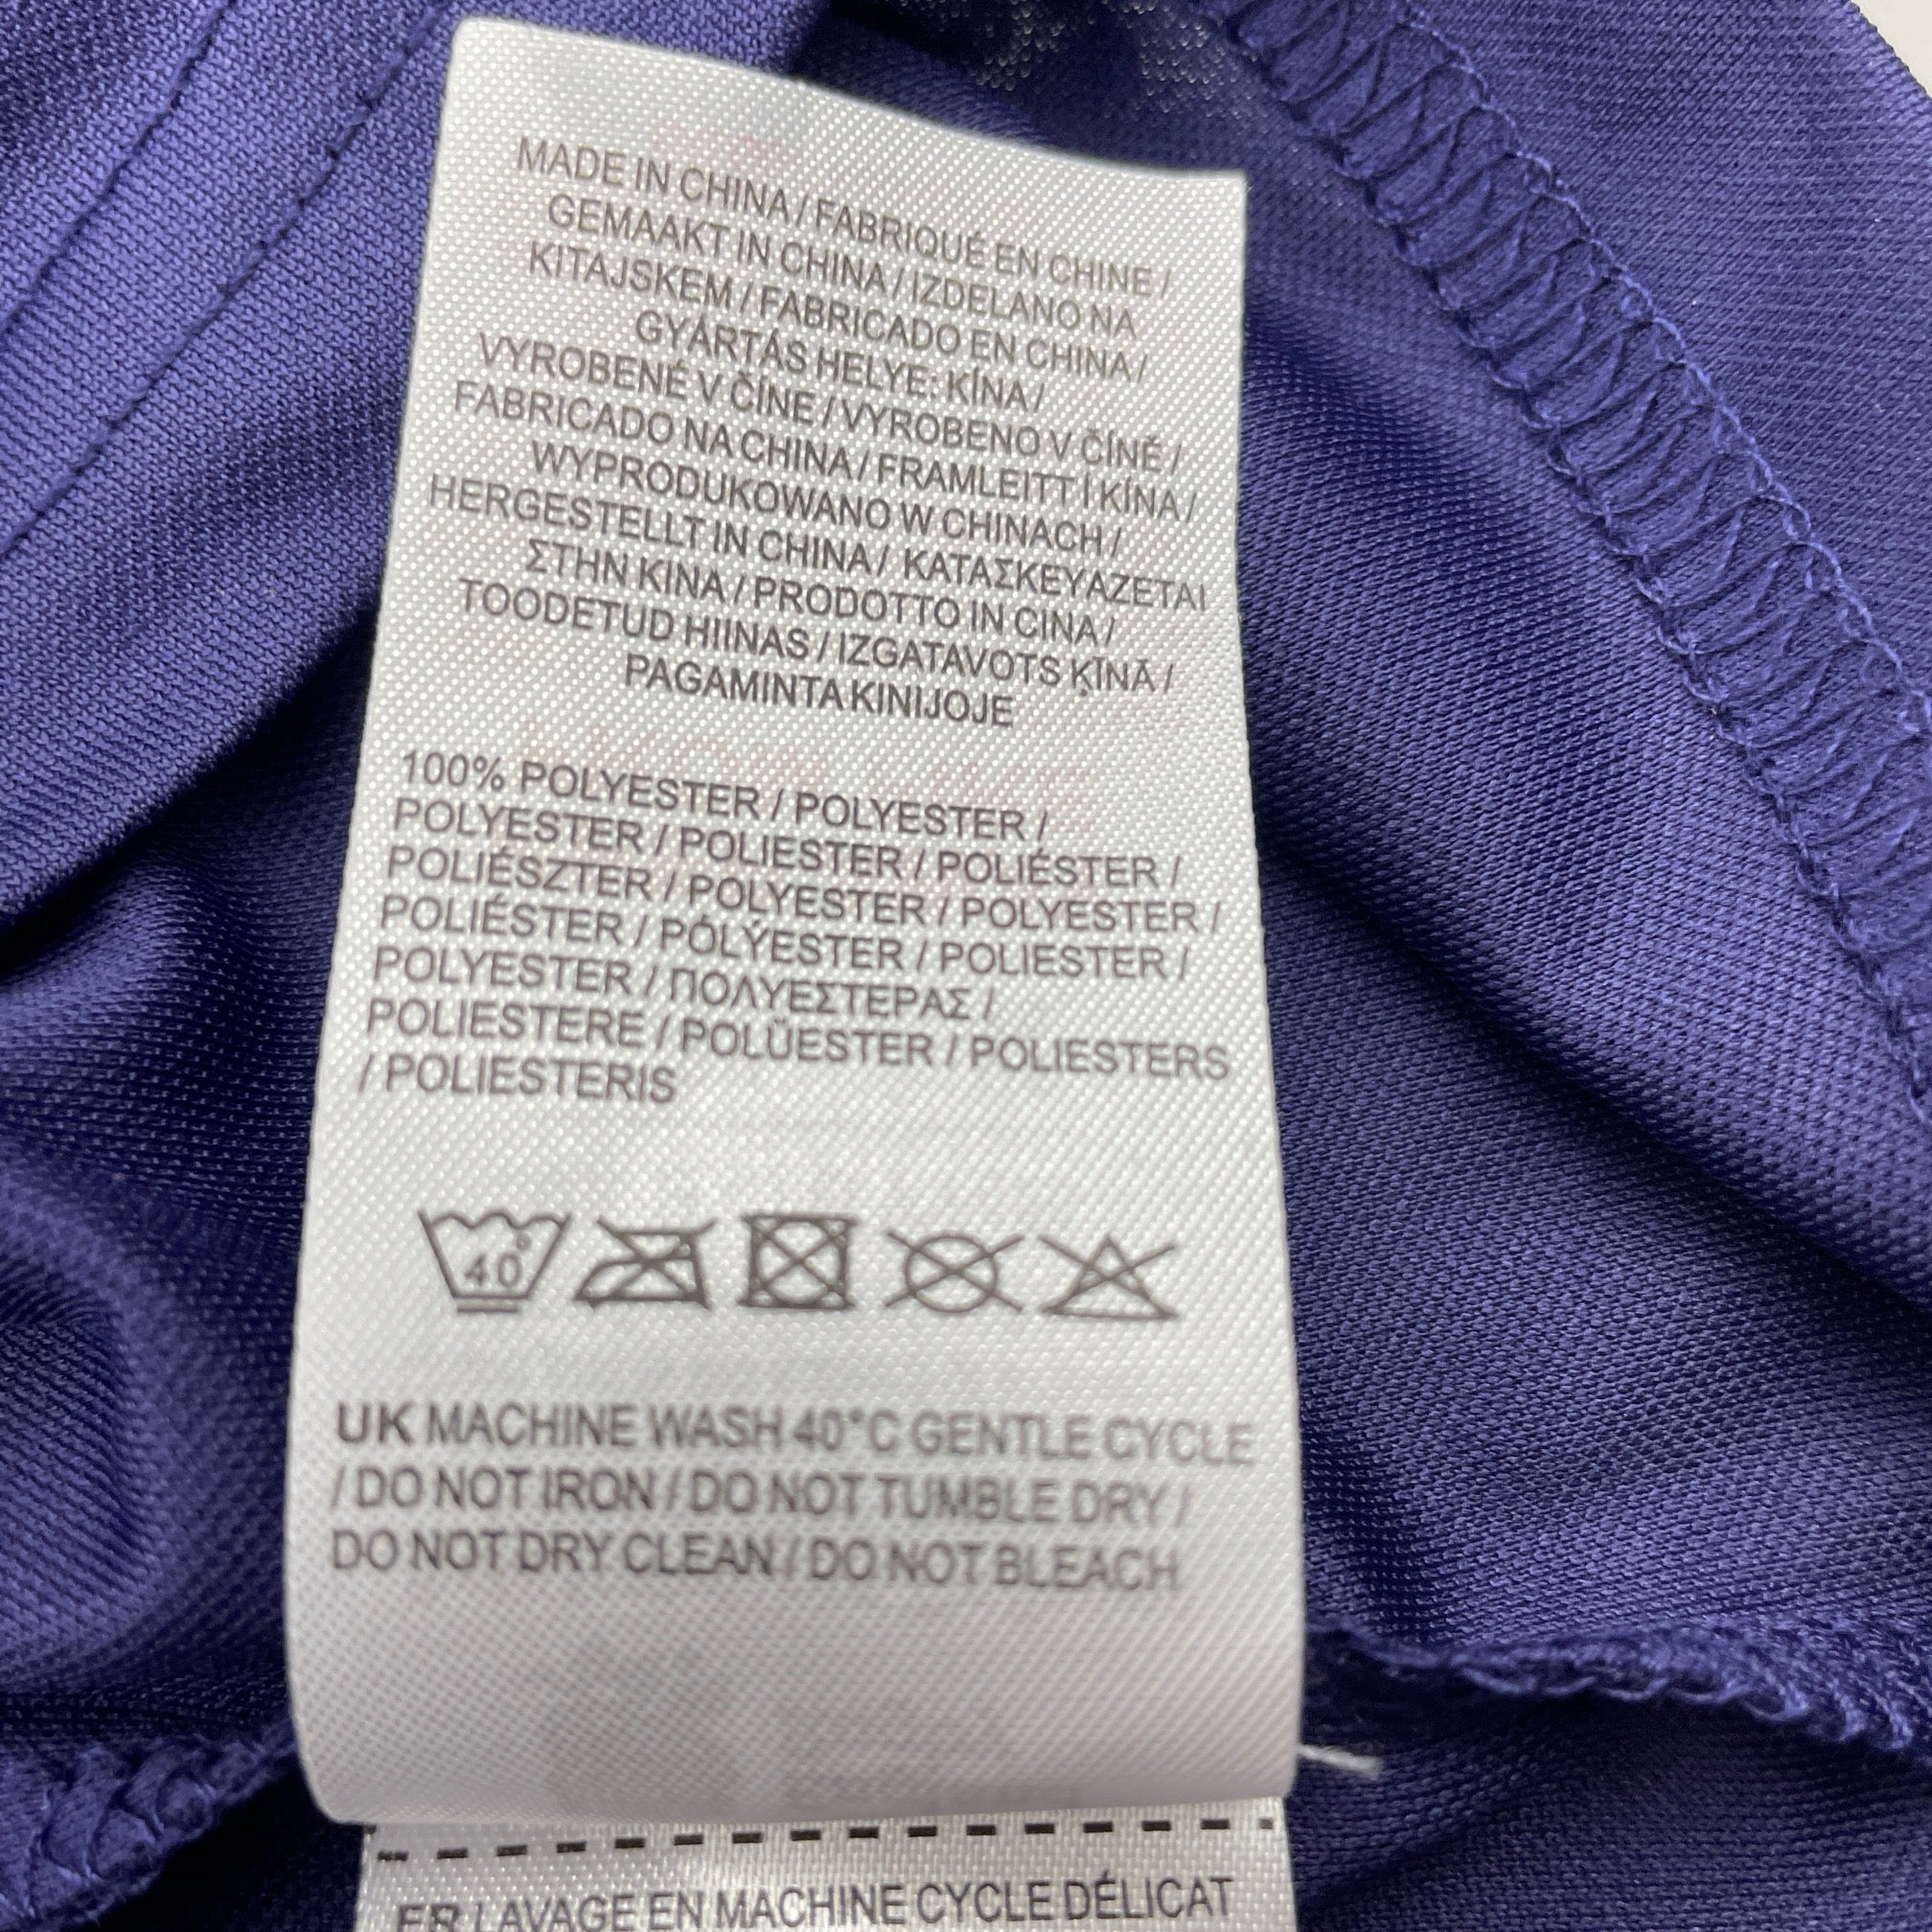 MADE IN CHINA / FABRIQUÉ EN CHINE /
GEMAAKT IN CHINA / IZDELANO NA
KITAJSKEM / FABRICADO EN CHINA /
GYÁRTÁS HELYE: KÍNA /
VYROBENÉ V ČÍNE / VYROBENO V ČÍNĚ /
FABRICADO NA CHINA / FRAMLEITT Í KÍNA /
WYPRODUKOWANO W CHINACH /
HERGESTELLT IN CHINA / ΚΑΤΑΣΚΕΥΑΖΕΤΑΙ
ΣΤΗΝ ΚΙΝΑ / PRODOTTO IN CINA /
TOODETUD HIINAS / IZGATAVOTS ĶĪNĀ /
PAGAMINTA KINIJOJE
100% POLYESTER / POLYESTER /
POLYESTER / POLIESTER / POLIÉSTER /
POLIÉSZTER / POLYESTER / POLYESTER /
POLIÉSTER / PÓLÝESTER / POLIESTER /
POLYESTER / ΠΟΛΥΕΣΤΕΡΑΣ /
POLIESTERE / POLÜESTER / POLIESTERS
/ POLIESTERIS
40°
UK MACHINE WASH 40°C GENTLE CYCLE
/ DO NOT IRON / DO NOT TUMBLE DRY /
DO NOT DRY CLEAN / DO NOT BLEACH
FR LAVAGE EN MACHINE CYCLE DÉLICAT